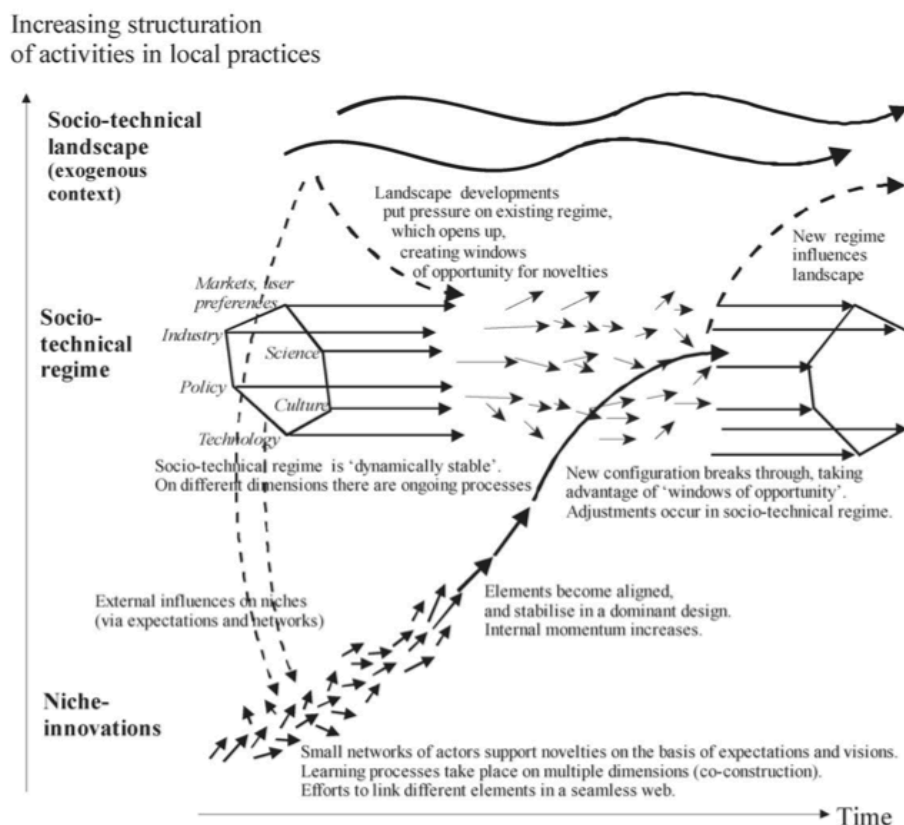 Increasing structuration
of activities in local practices
Socio-technical
landscape
(exogenous
context)
Landscape developments
put pressure on existing regime,
which opens up,
creating windows
of opportunity for novelties
New regime
influences
landscape
Markets, user
preferences
Industry
Science
Socio-
technical
regime
Policy
Culture
Technology
Socio-technical regime is ‘dynamically stable’.
On different dimensions there are ongoing processes
New configuration breaks through, taking
advantage of ‘windows of opportunity’.
Adjustments occur in socio-technical regime.
Elements become aligned,
and stabilise in a dominant design.
Internal momentum increases.
External influences on niches
(via expectations and networks)
Niche-
innovations
Small networks of actors support novelties on the basis of expectations and visions.
Learning processes take place on multiple dimensions (co-construction).
Efforts to link different elements in a seamless web.
Time